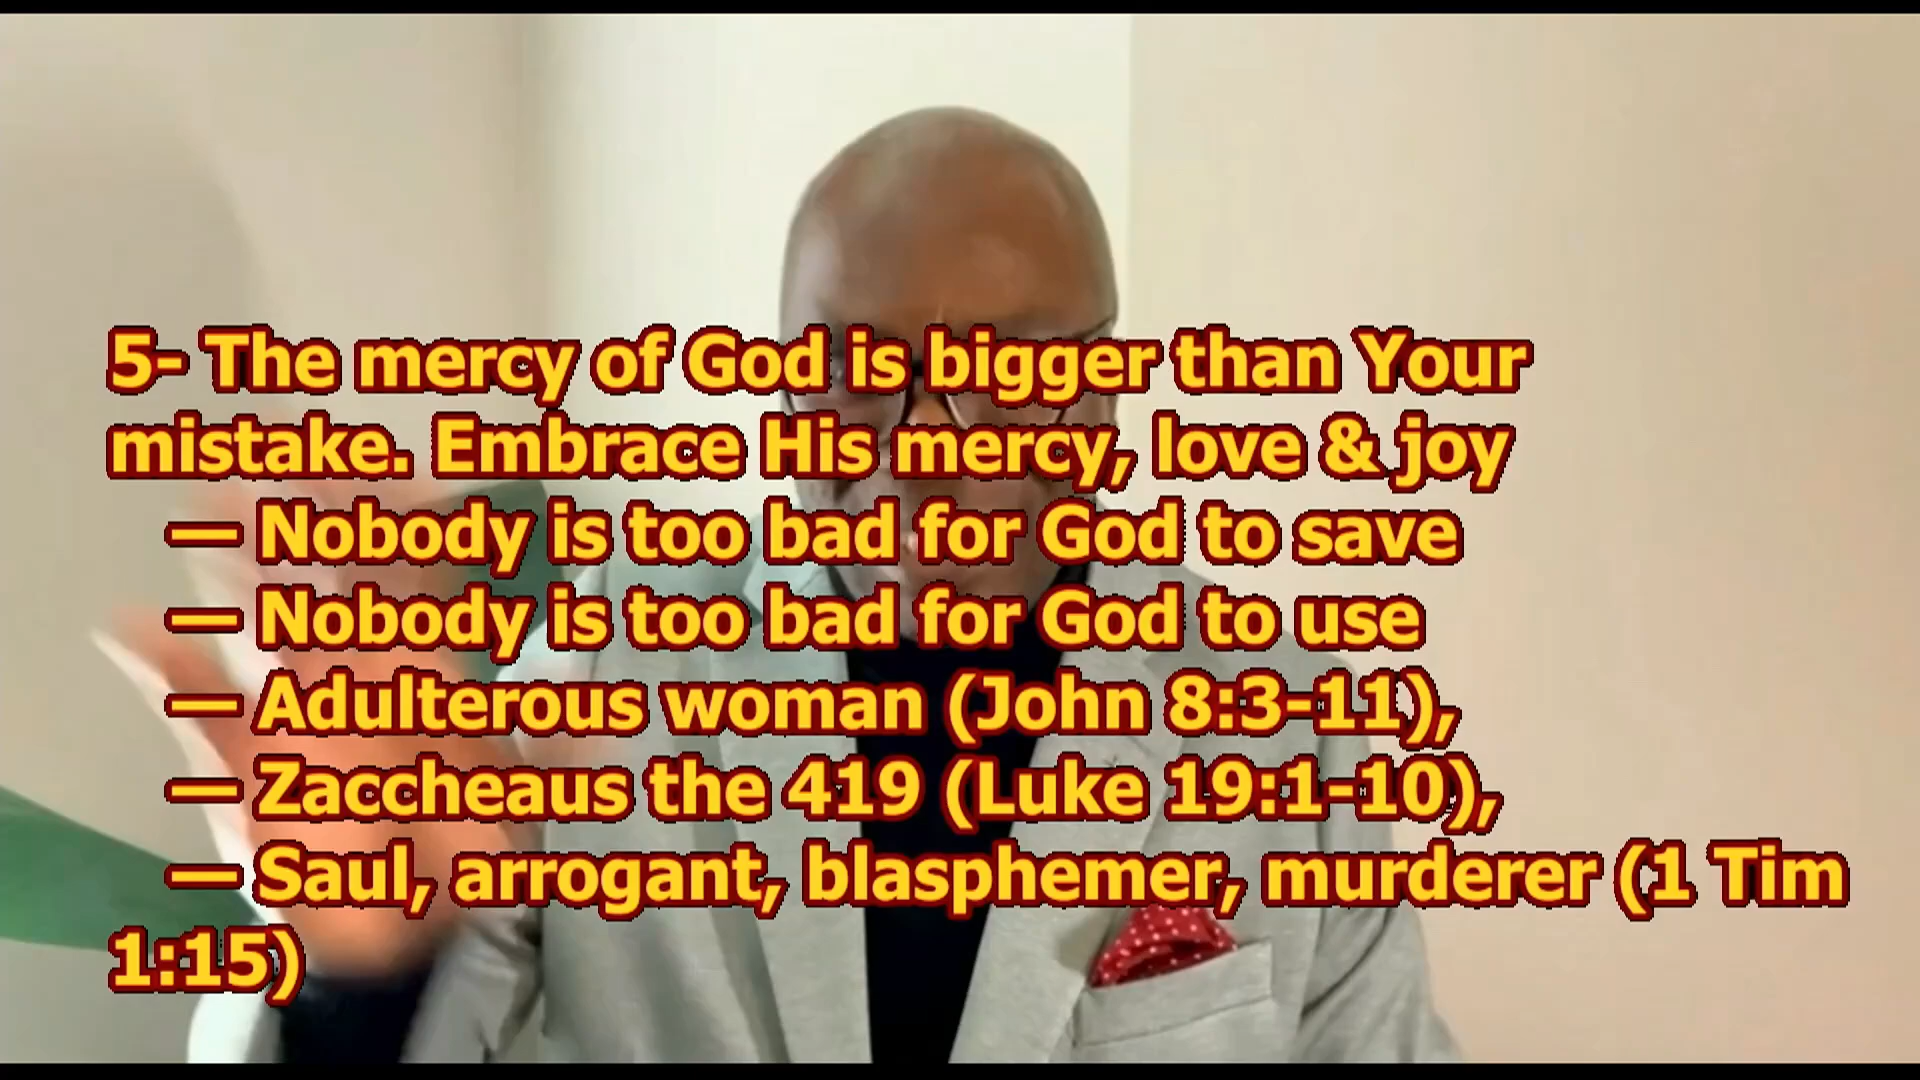 5- The mercy of God is bigger than Your
mistake. Embrace His mercy, love & joy
— Nobody is too bad for God to save
— Nobody is too bad for God to use
— Adulterous woman (John 8:3-11),
— Zaccheaus the 419 (Luke 19:1-10),
— Saul, arrogant, blasphemer, murderer (1 Tim
1:15)